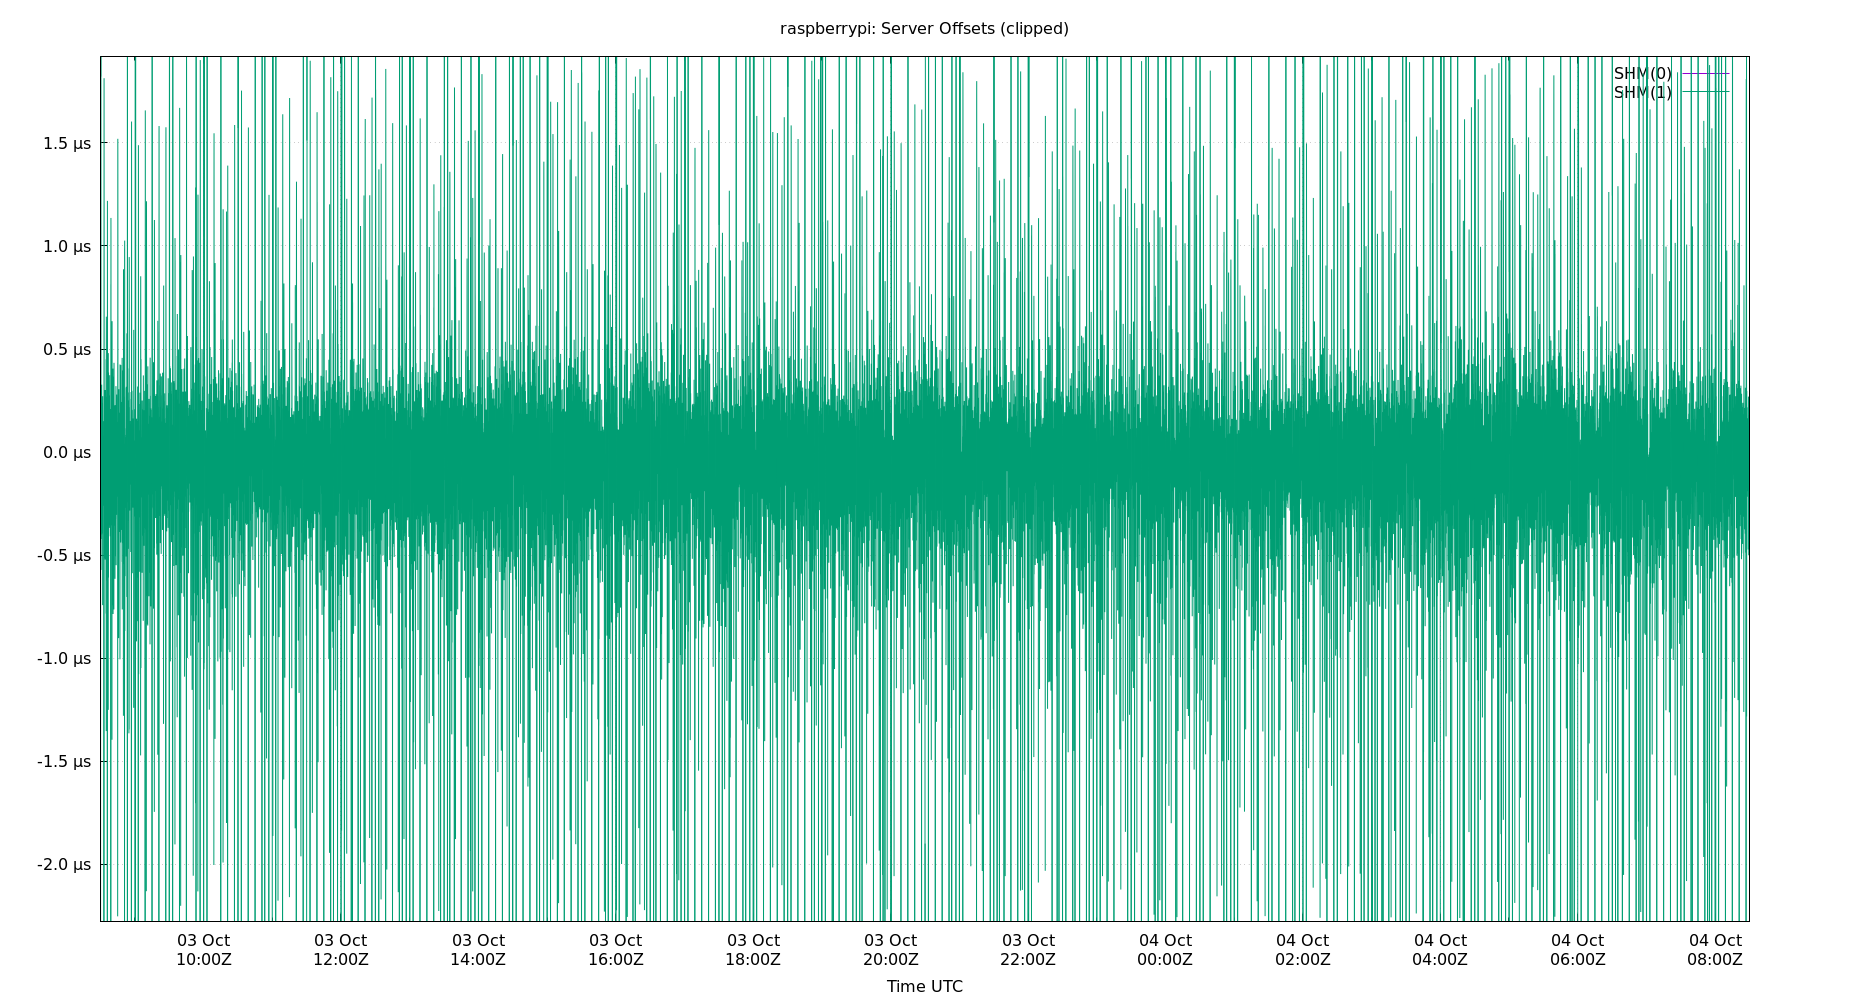 raspberrypi: Server Offsets (clipped)
SHM(0)
SHM(1)
1.5 µs
1.0 µs
0.5 µs
0.0 µs
-0.5 µs
-1.0 µs
-1.5 µs
-2.0 µs
03 Oct 03 Oct 03 Oct 03 Oct 03 Oct 03 Oct 03 Oct 04 Oct 04 Oct 04 Oct 04 Oct 04 Oct
10:00Z 12:00Z 14:00Z 16:00Z 18:00Z 20:00Z 22:00Z 00:00Z 02:00Z 04:00Z 06:00Z 08:00Z
Time UTC